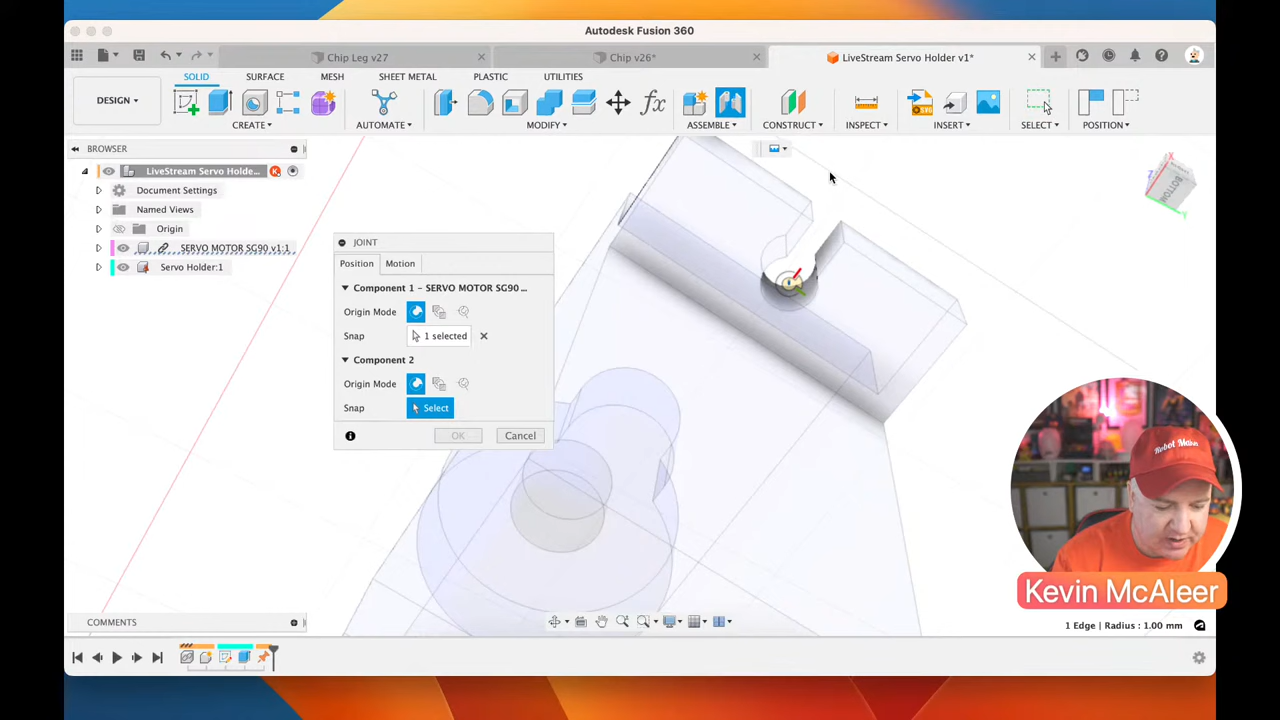 Autodesk Fusion 360
Chip Leg v27
Chip v26*
LiveStream Servo Holder v1*
SOLID SURFACE MESH SHEET METAL PLASTIC UTILITIES
DESIGN
CREATE
AUTOMATE
MODIFY
ASSEMBLE
CONSTRUCT
INSPECT
INSERT
SELECT
POSITION
BROWSER
LiveStream Servo Holde...
Document Settings
Named Views
Origin
SERVO MOTOR SG90 v1:1
Servo Holder:1
JOINT
Position Motion
Component 1 - SERVO MOTOR SG90 ...
Origin Mode
Snap 1 selected
Component 2
Origin Mode
Snap Select
OK Cancel
X
Z
BOTTOM
Y
Robot Maker
Kevin McAleer
COMMENTS
1 Edge | Radius : 1.00 mm